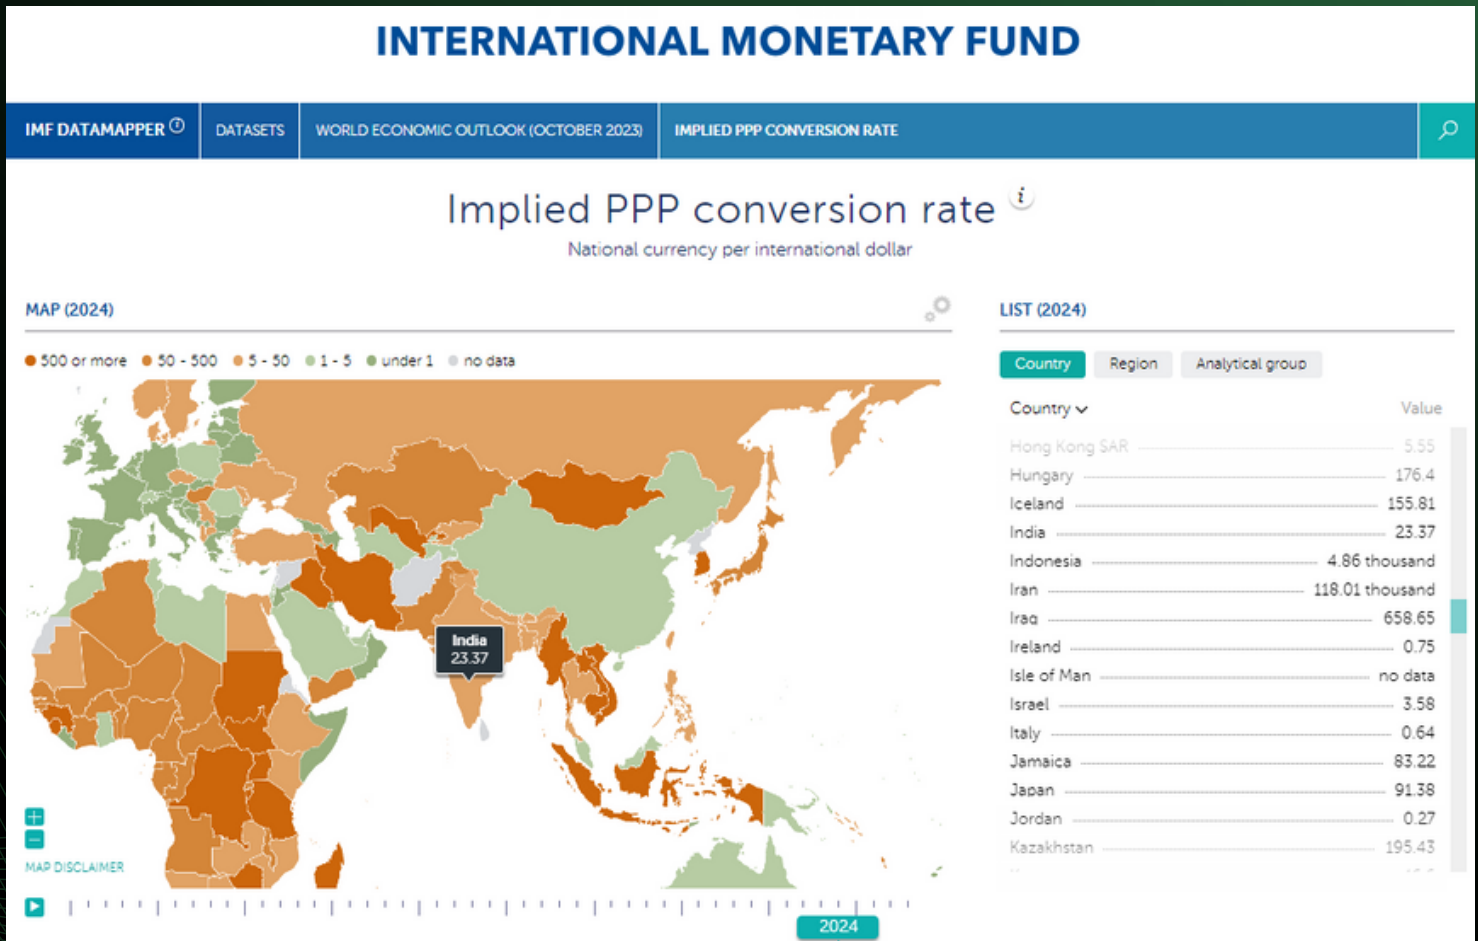 INTERNATIONAL MONETARY FUND
IMF DATAMAPPER DATASETS WORLD ECONOMIC OUTLOOK (OCTOBER 2023) IMPLIED PPP CONVERSION RATE
Implied PPP conversion rate i
National currency per international dollar
MAP (2024)
500 or more 50 - 500 5 - 50 1 - 5 under 1 no data
India
23.37
+
−
MAP DISCLAIMER
2024
LIST (2024)
Country Region Analytical group
Country Value
Hong Kong SAR 5.55
Hungary 176.4
Iceland 155.81
India 23.37
Indonesia 4.86 thousand
Iran 118.01 thousand
Iraq 658.65
Ireland 0.75
Isle of Man no data
Israel 3.58
Italy 0.64
Jamaica 83.22
Japan 91.38
Jordan 0.27
Kazakhstan 195.43